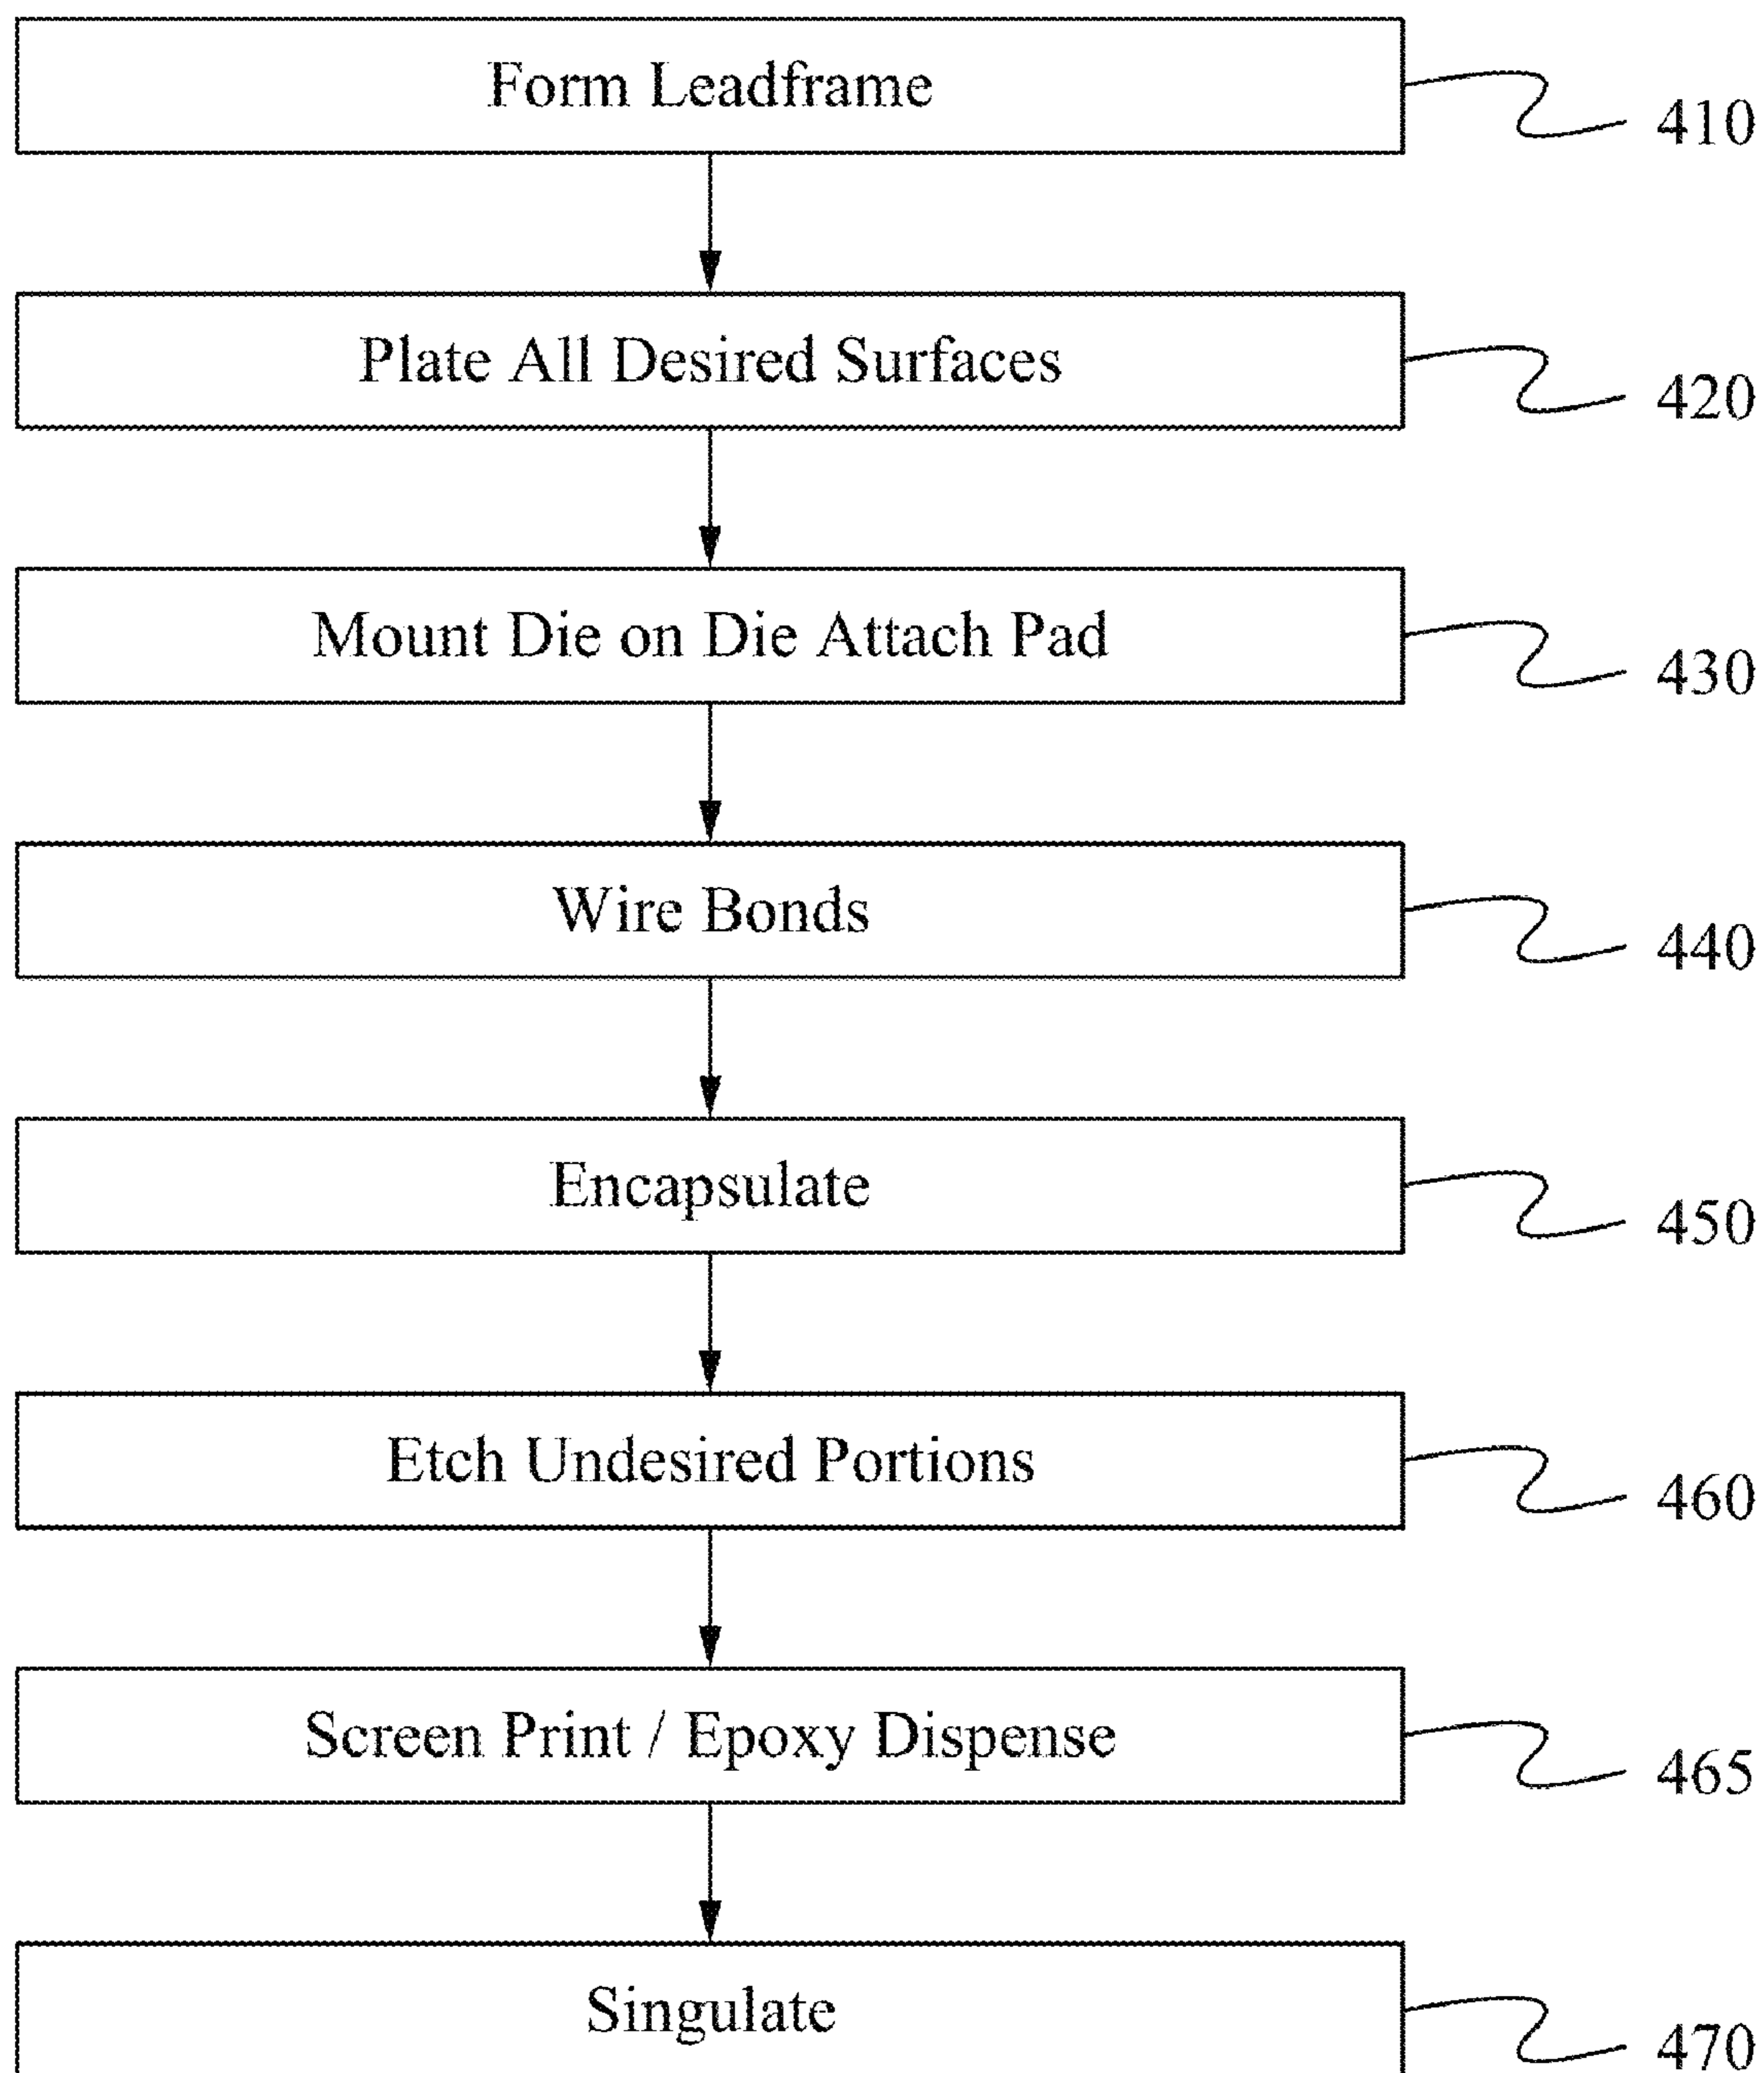 Form Leadframe
410
Plate All Desired Surfaces
420
Mount Die on Die Attach Pad
430
Wire Bonds
440
Encapsulate
450
Etch Undesired Portions
460
Screen Print / Epoxy Dispense
465
Singulate
470